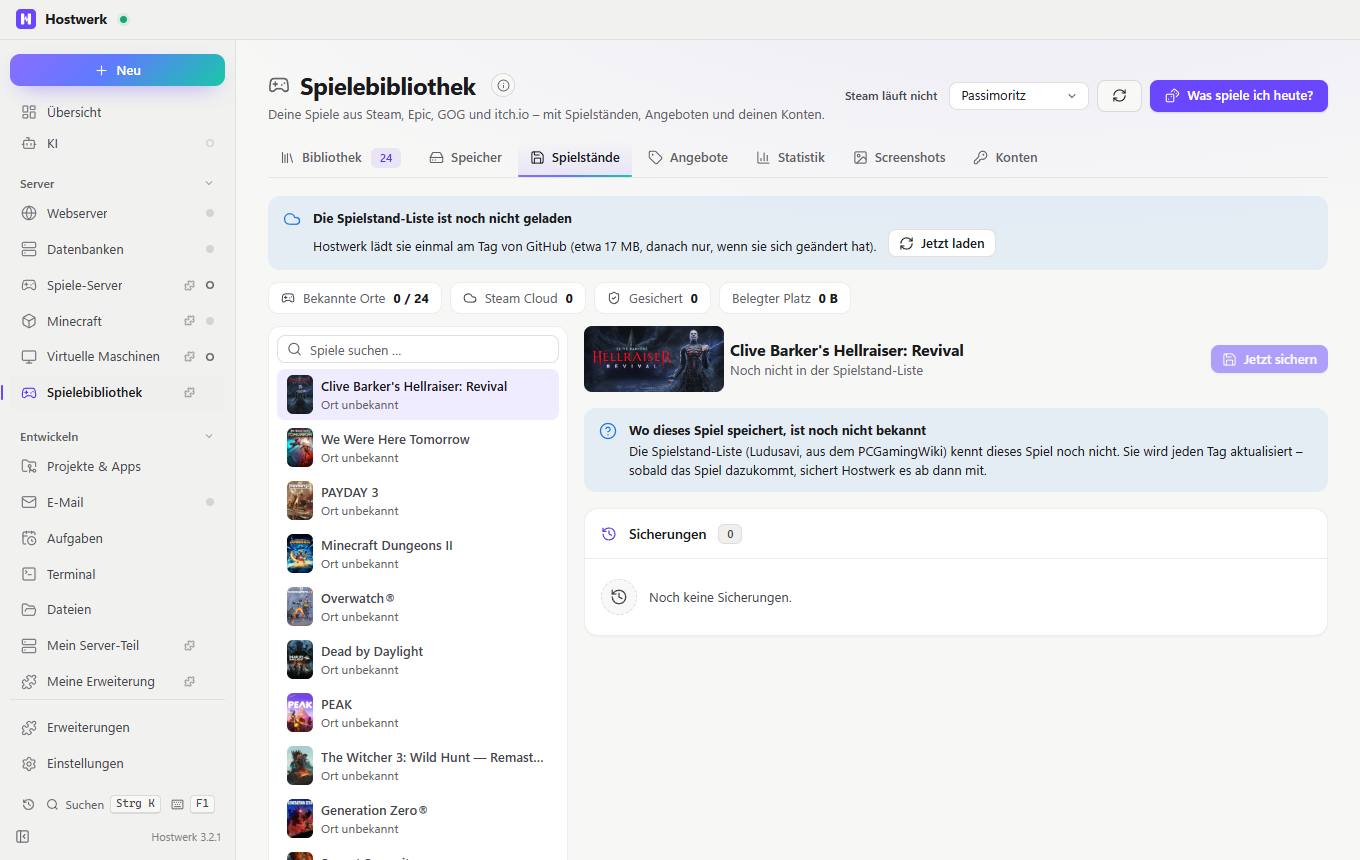 Hostwerk
Neu
Übersicht
KI
Server
Webserver
Datenbanken
Spiele-Server
Minecraft
Virtuelle Maschinen
Spielebibliothek
Entwickeln
Projekte & Apps
E-Mail
Aufgaben
Terminal
Dateien
Mein Server-Teil
Meine Erweiterung
Erweiterungen
Einstellungen
Suchen Strg K F1
Hostwerk 3.2.1
Spielebibliothek
Deine Spiele aus Steam, Epic, GOG und itch.io – mit Spielständen, Angeboten und deinen Konten.
Steam läuft nicht Passimoritz Was spiele ich heute?
Bibliothek 24 Speicher Spielstände Angebote Statistik Screenshots Konten
Die Spielstand-Liste ist noch nicht geladen
Hostwerk lädt sie einmal am Tag von GitHub (etwa 17 MB, danach nur, wenn sie sich geändert hat). Jetzt laden
Bekannte Orte 0 / 24 Steam Cloud 0 Gesichert 0 Belegter Platz 0 B
Spiele suchen ...
Clive Barker's Hellraiser: Revival
Ort unbekannt
We Were Here Tomorrow
Ort unbekannt
PAYDAY 3
Ort unbekannt
Minecraft Dungeons II
Ort unbekannt
Overwatch®
Ort unbekannt
Dead by Daylight
Ort unbekannt
PEAK
PEAK
Ort unbekannt
The Witcher 3: Wild Hunt — Remast...
Ort unbekannt
Generation Zero®
Ort unbekannt
HELLRAISER
REVIVAL
Clive Barker's Hellraiser: Revival
Noch nicht in der Spielstand-Liste
Jetzt sichern
Wo dieses Spiel speichert, ist noch nicht bekannt
Die Spielstand-Liste (Ludusavi, aus dem PCGamingWiki) kennt dieses Spiel noch nicht. Sie wird jeden Tag aktualisiert –
sobald das Spiel dazukommt, sichert Hostwerk es ab dann mit.
Sicherungen 0
Noch keine Sicherungen.